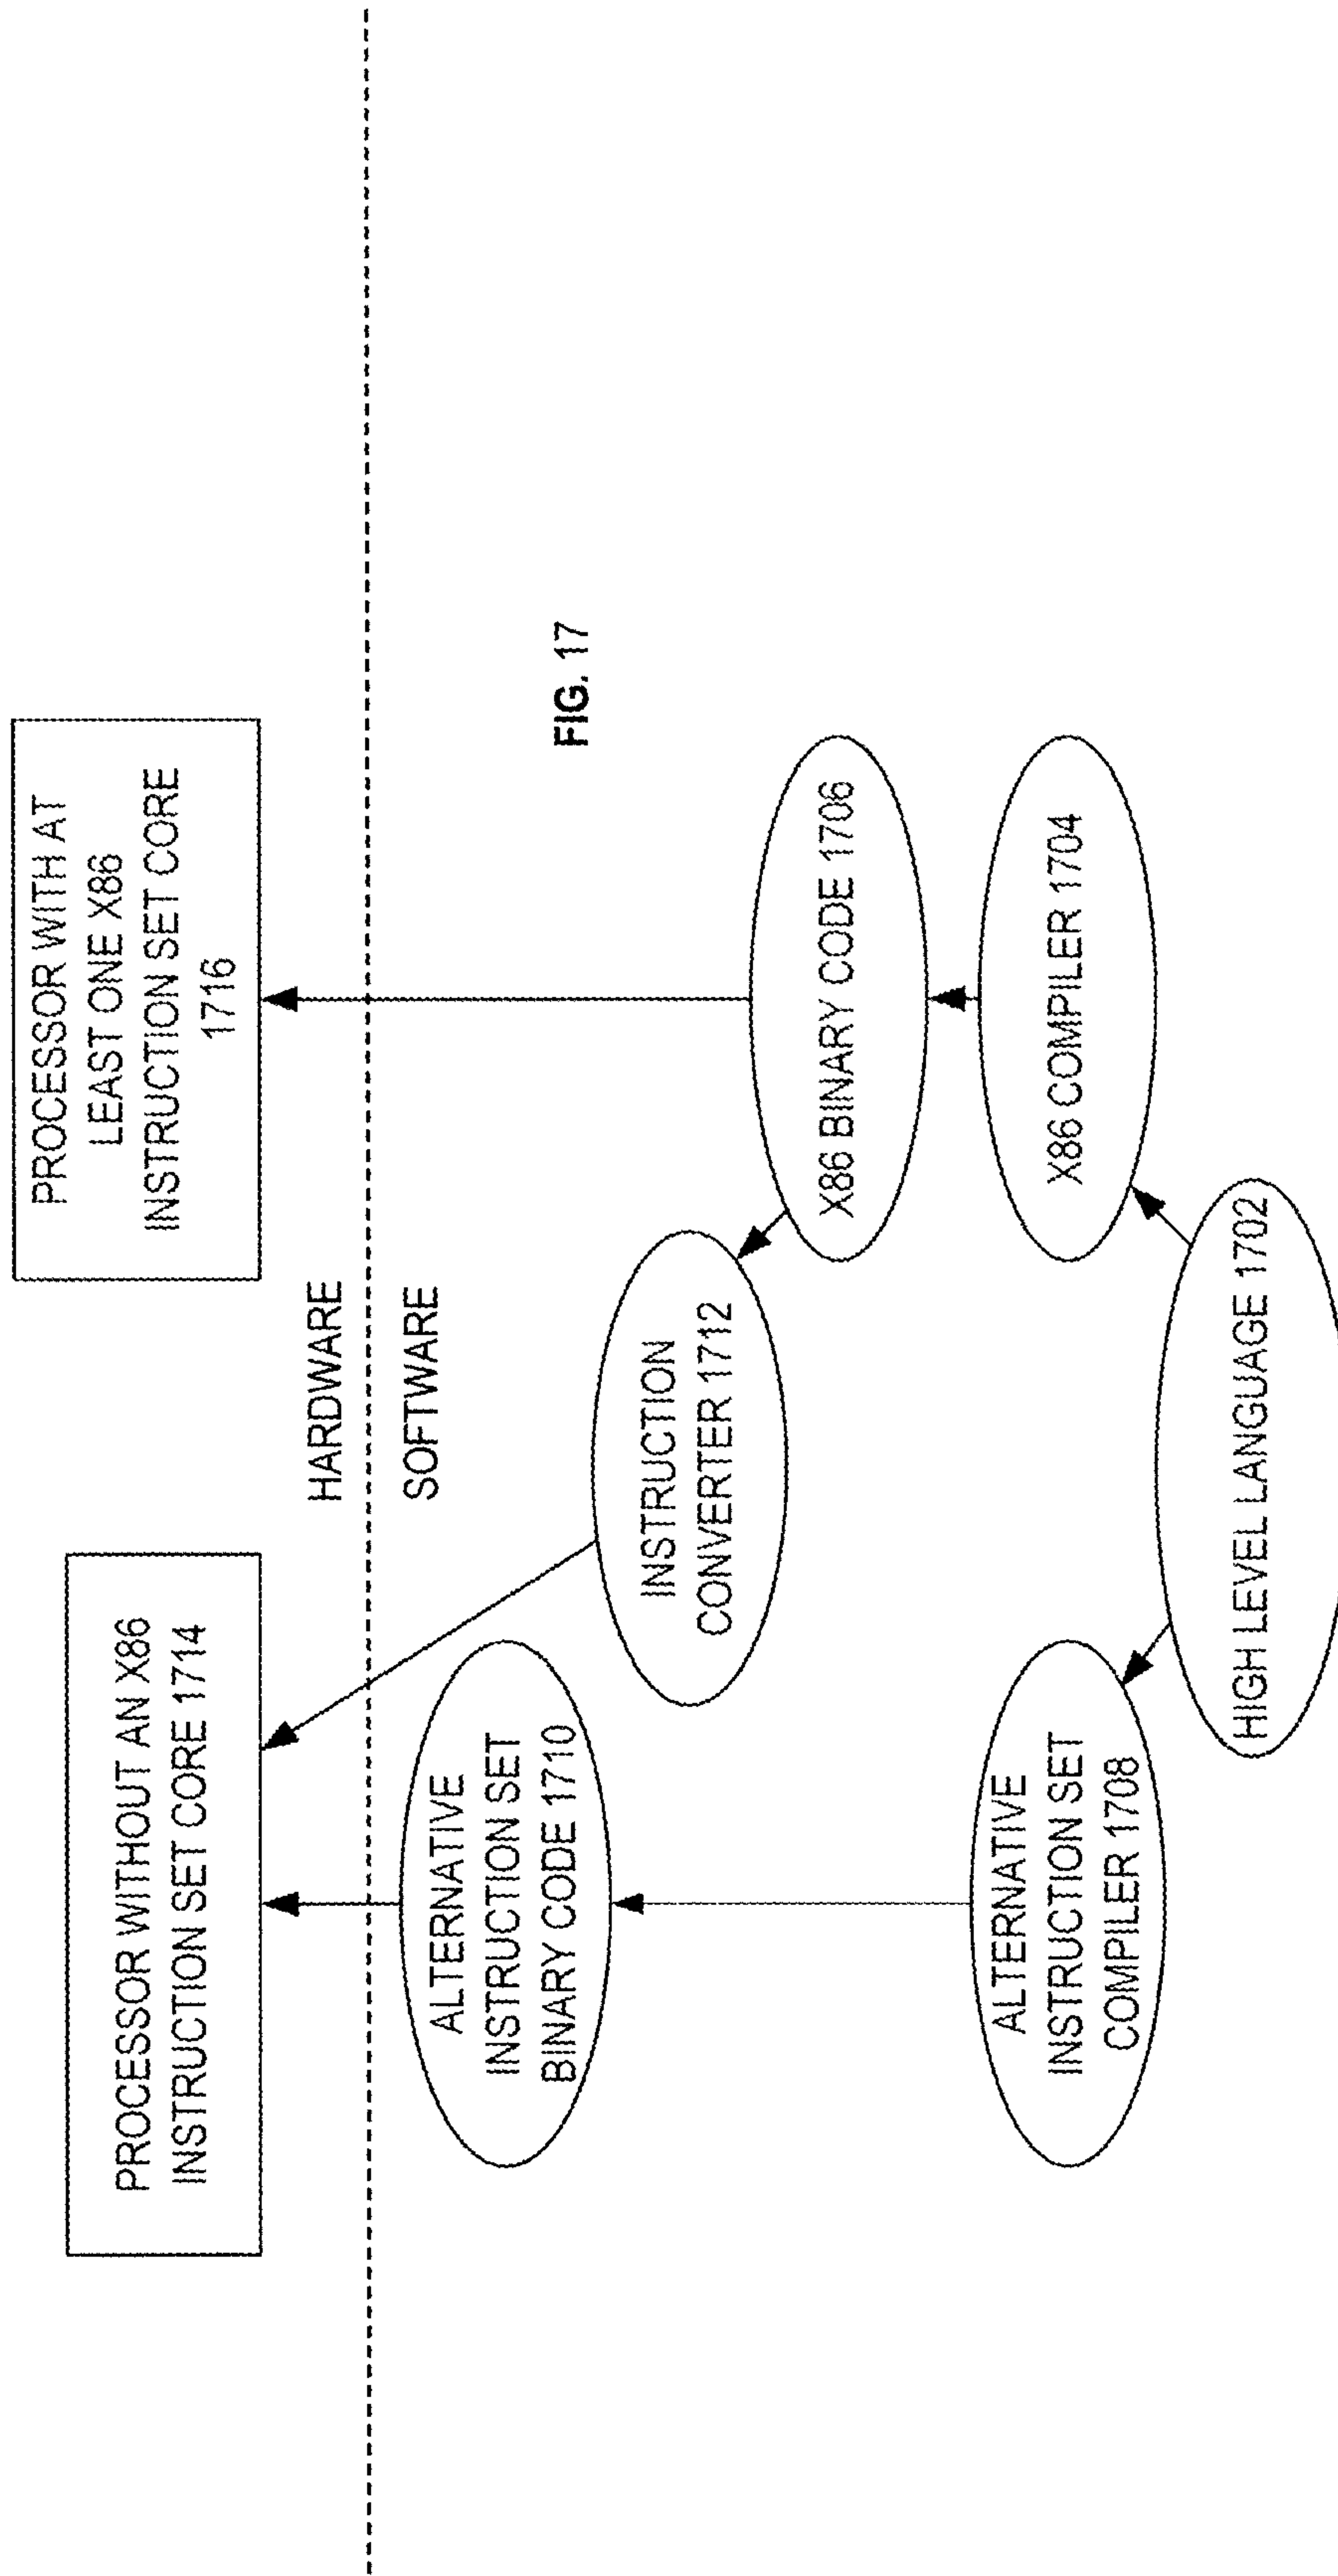 PROCESSOR WITHOUT AN X86
INSTRUCTION SET CORE 1714
PROCESSOR WITH AT
LEAST ONE X86
INSTRUCTION SET CORE
1716
HARDWARE
SOFTWARE
ALTERNATIVE
INSTRUCTION SET
BINARY CODE 1710
INSTRUCTION
CONVERTER 1712
FIG. 17
X86 BINARY CODE 1706
ALTERNATIVE
INSTRUCTION SET
COMPILER 1708
X86 COMPILER 1704
HIGH LEVEL LANGUAGE 1702